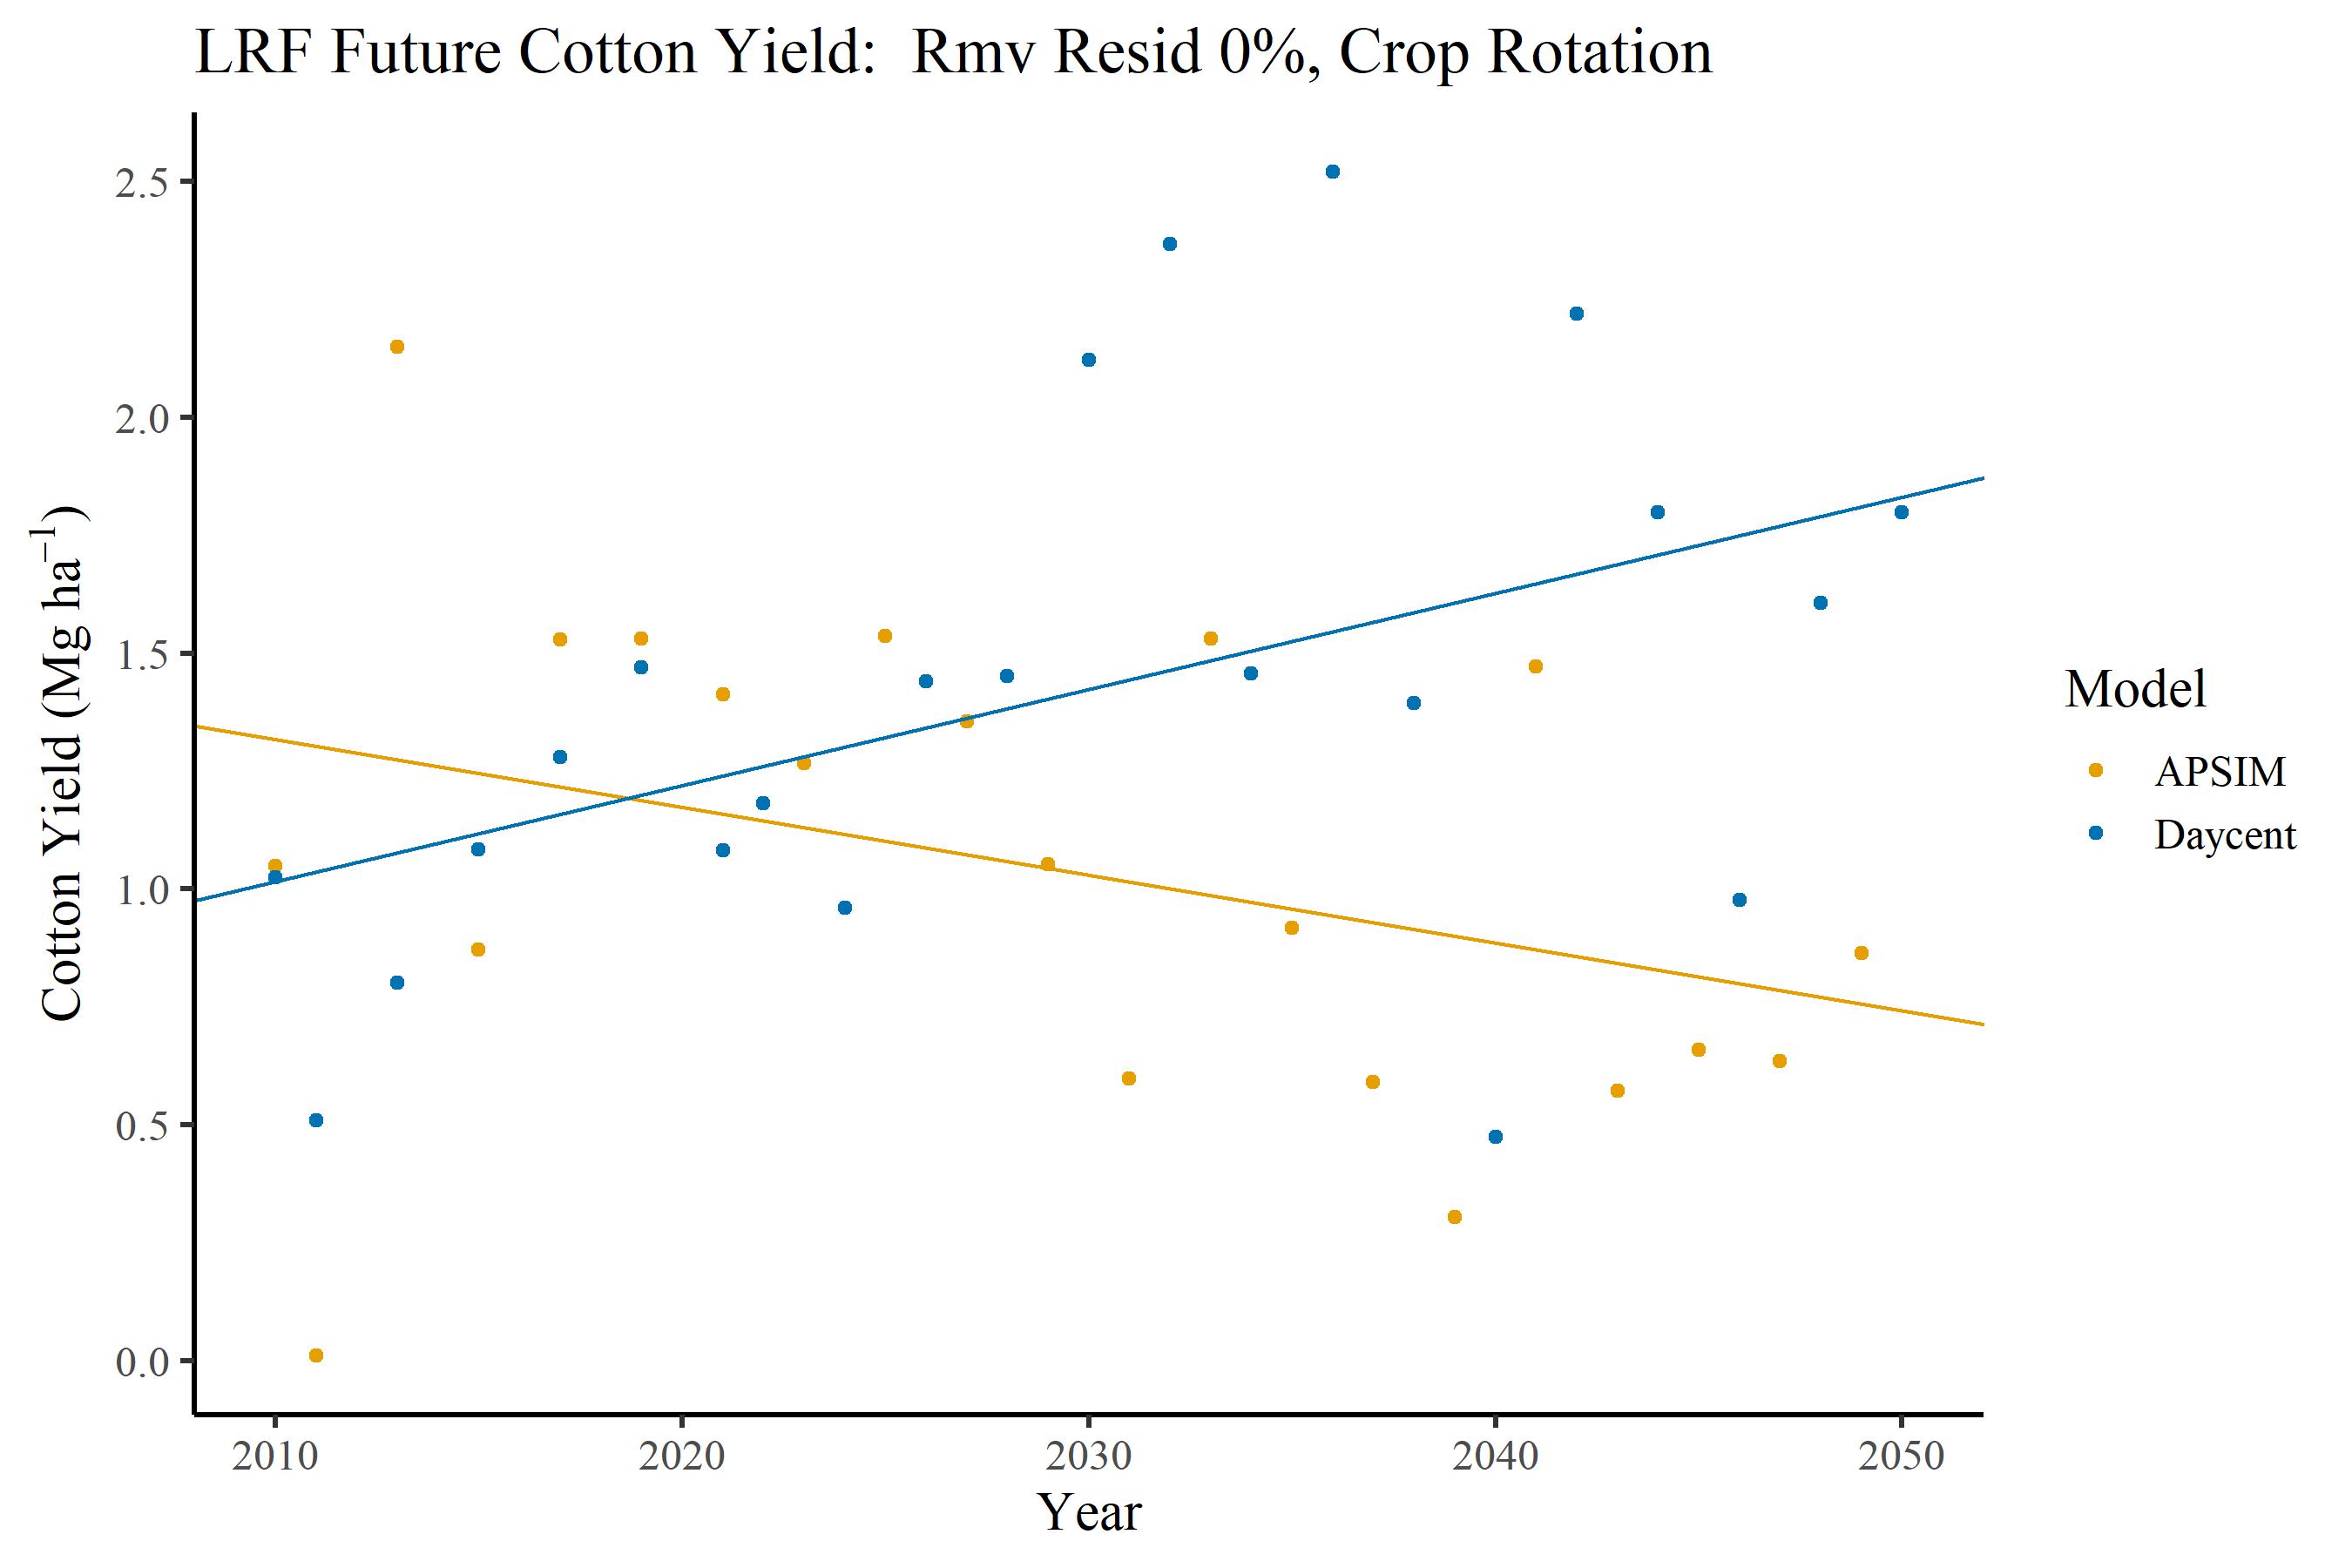 LRF Future Cotton Yield:  Rmv Resid 0%, Crop Rotation
Cotton Yield (Mg ha⁻¹)
2.5
2.0
1.5
1.0
0.5
0.0
2010 2020 2030 2040 2050
Year
Model
APSIM
Daycent